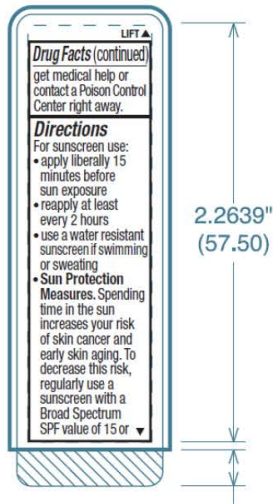 LIFT ▲
Drug Facts (continued)
get medical help or
contact a Poison Control
Center right away.
Directions
For sunscreen use:
• apply liberally 15
minutes before
sun exposure
• reapply at least
every 2 hours
• use a water resistant
sunscreen if swimming
or sweating
• Sun Protection
Measures. Spending
time in the sun
increases your risk
of skin cancer and
early skin aging. To
decrease this risk,
regularly use a
sunscreen with a
Broad Spectrum
SPF value of 15 or ▼
2.2639"
(57.50)